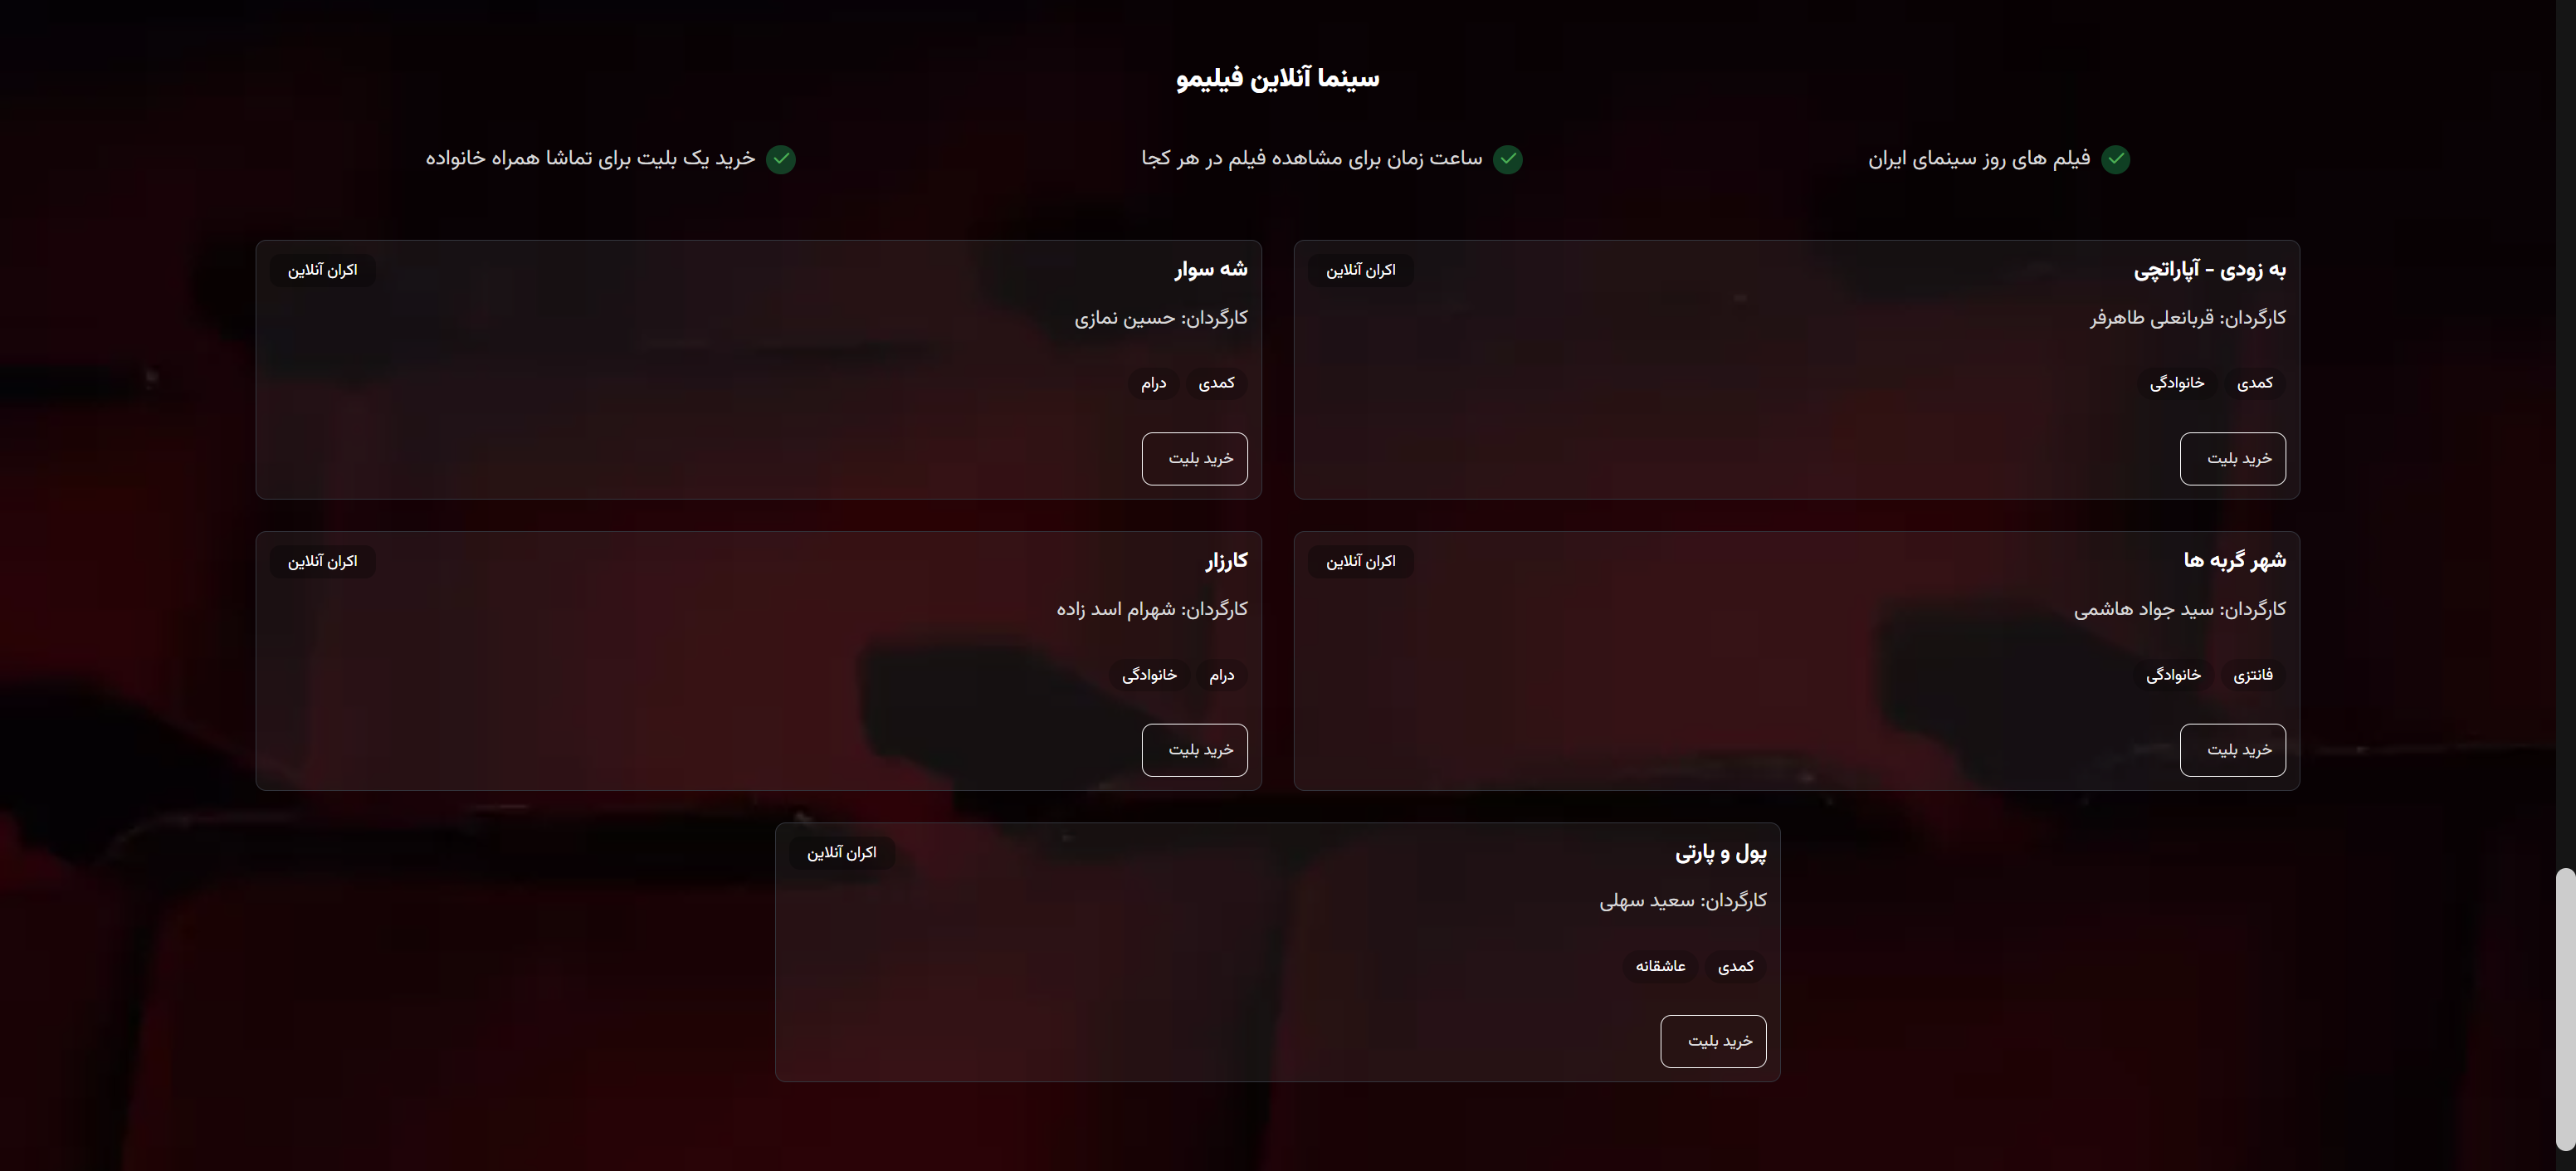 سینما آنلاین فیلیمو
فیلم های روز سینمای ایران
ساعت زمان برای مشاهده فیلم در هر کجا
خرید یک بلیت برای تماشا همراه خانواده
به زودی - آپاراتچی
اکران آنلاین
کارگردان: قربانعلی طاهرفر
کمدی
خانوادگی
خرید بلیت
شه سوار
اکران آنلاین
کارگردان: حسین نمازی
کمدی
درام
خرید بلیت
شهر گربه ها
اکران آنلاین
کارگردان: سید جواد هاشمی
فانتزی
خانوادگی
خرید بلیت
کارزار
اکران آنلاین
کارگردان: شهرام اسد زاده
درام
خانوادگی
خرید بلیت
پول و پارتی
اکران آنلاین
کارگردان: سعید سهلی
کمدی
عاشقانه
خرید بلیت